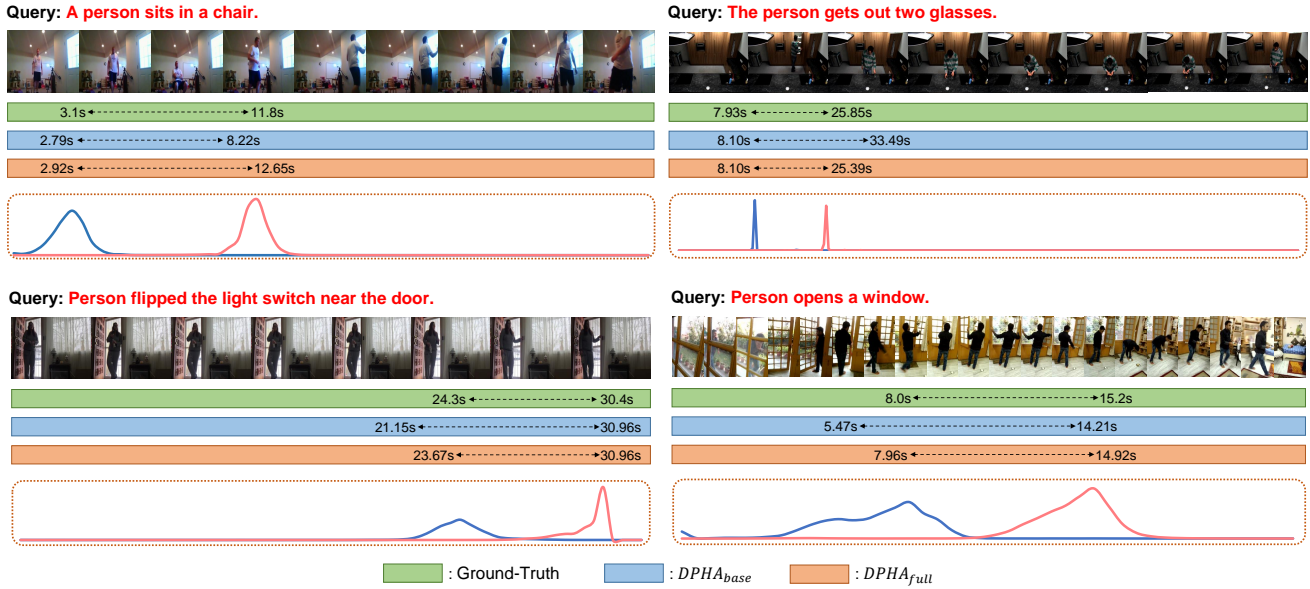 Query: A person sits in a chair.
3.1s 11.8s
2.79s 8.22s
2.92s 12.65s
Query: The person gets out two glasses.
7.93s 25.85s
8.10s 33.49s
8.10s 25.39s
Query: Person flipped the light switch near the door.
24.3s 30.4s
21.15s 30.96s
23.67s 30.96s
Query: Person opens a window.
8.0s 15.2s
5.47s 14.21s
7.96s 14.92s
: Ground-Truth : DPHA_base : DPHA_full